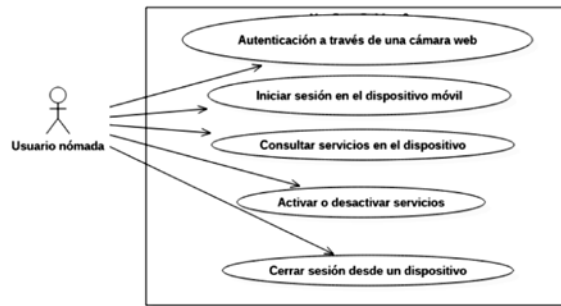 Autenticación a través de una cámara web
Iniciar sesión en el dispositivo móvil
Usuario nómada
Consultar servicios en el dispositivo
Activar o desactivar servicios
Cerrar sesión desde un dispositivo